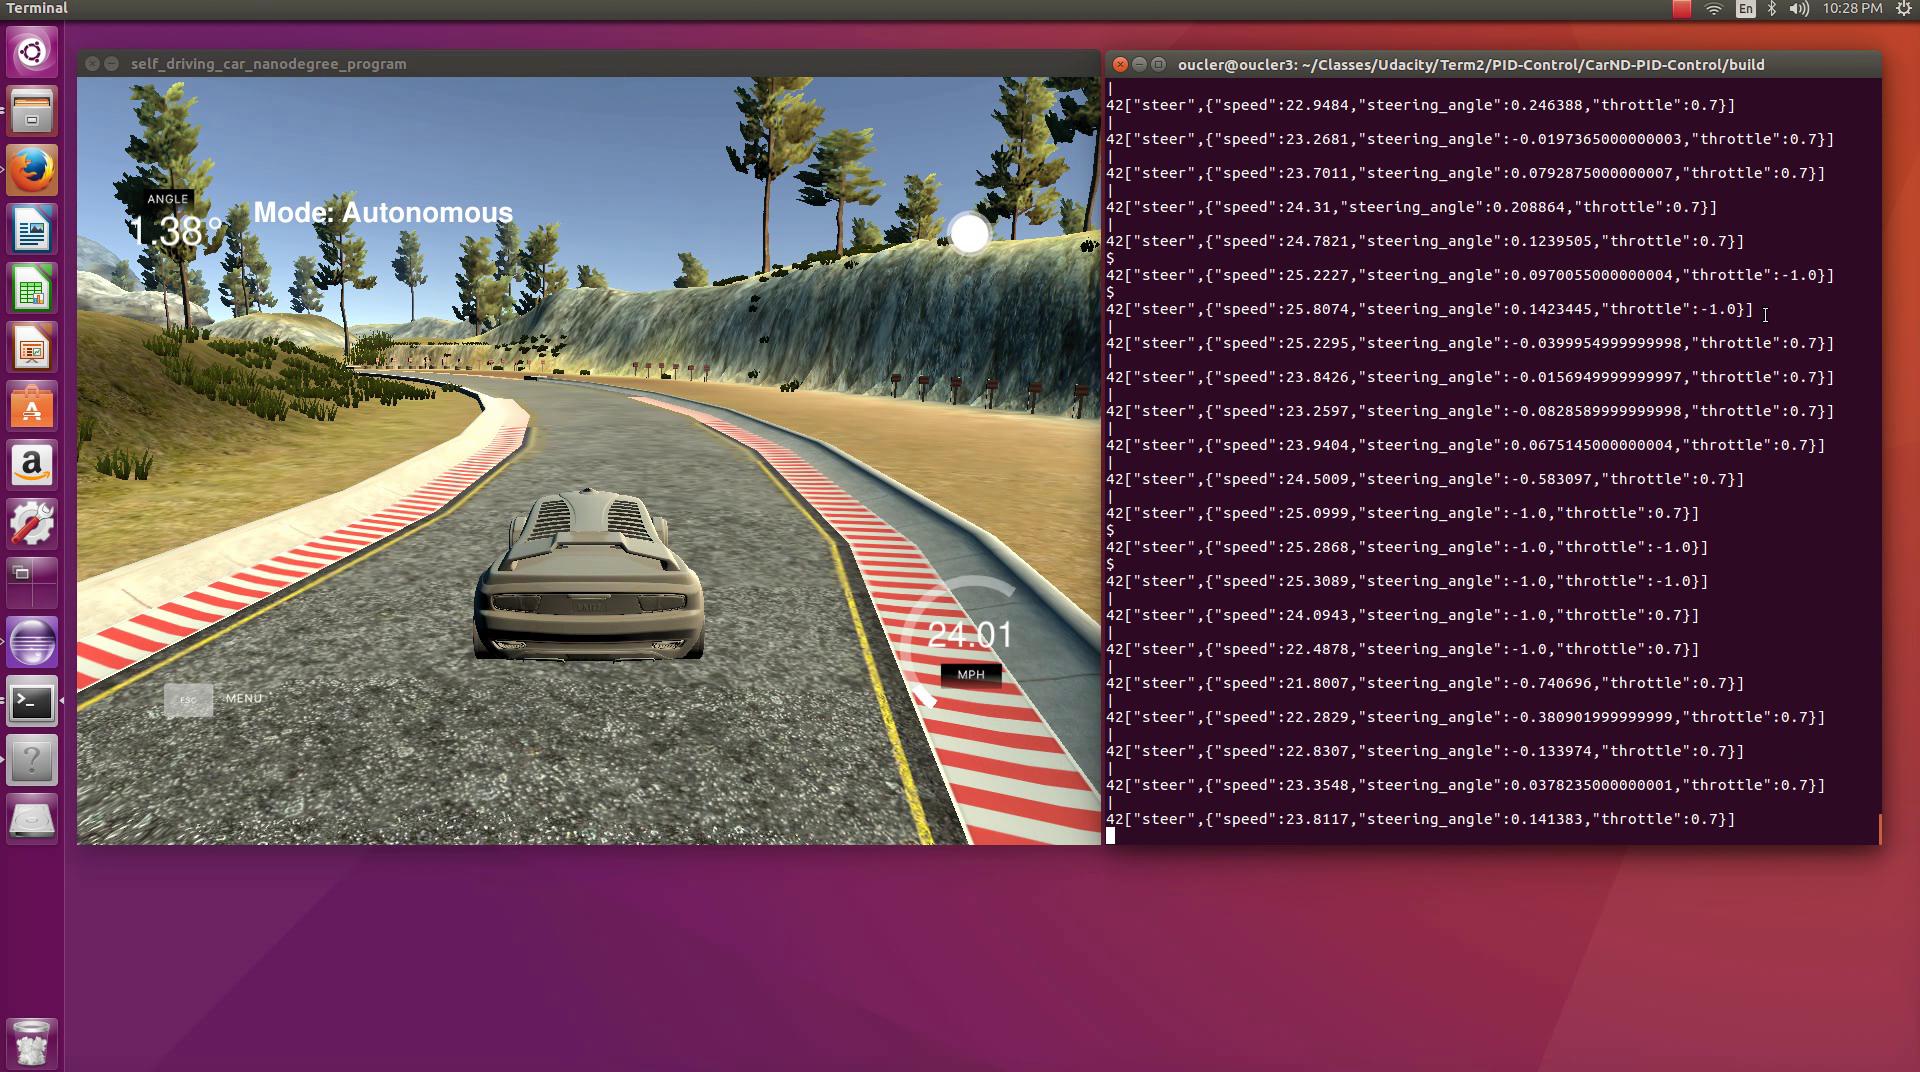 Terminal
En
10:28 PM
self_driving_car_nanodegree_program
ANGLE
1.38°
Mode: Autonomous
24.01
MPH
ESC
MENU
oucler@oucler3: ~/Classes/Udacity/Term2/PID-Control/CarND-PID-Control/build
|
42["steer",{"speed":22.9484,"steering_angle":0.246388,"throttle":0.7}]
|
42["steer",{"speed":23.2681,"steering_angle":-0.0197365000000003,"throttle":0.7}]
|
42["steer",{"speed":23.7011,"steering_angle":0.0792875000000007,"throttle":0.7}]
|
42["steer",{"speed":24.31,"steering_angle":0.208864,"throttle":0.7}]
|
42["steer",{"speed":24.7821,"steering_angle":0.1239505,"throttle":0.7}]
$
42["steer",{"speed":25.2227,"steering_angle":0.0970055000000004,"throttle":-1.0}]
$
42["steer",{"speed":25.8074,"steering_angle":0.1423445,"throttle":-1.0}]
|
42["steer",{"speed":25.2295,"steering_angle":-0.0399954999999998,"throttle":0.7}]
|
42["steer",{"speed":23.8426,"steering_angle":-0.0156949999999997,"throttle":0.7}]
|
42["steer",{"speed":23.2597,"steering_angle":-0.0828589999999998,"throttle":0.7}]
|
42["steer",{"speed":23.9404,"steering_angle":0.0675145000000004,"throttle":0.7}]
|
42["steer",{"speed":24.5009,"steering_angle":-0.583097,"throttle":0.7}]
|
42["steer",{"speed":25.0999,"steering_angle":-1.0,"throttle":0.7}]
$
42["steer",{"speed":25.2868,"steering_angle":-1.0,"throttle":-1.0}]
$
42["steer",{"speed":25.3089,"steering_angle":-1.0,"throttle":-1.0}]
|
42["steer",{"speed":24.0943,"steering_angle":-1.0,"throttle":0.7}]
|
42["steer",{"speed":22.4878,"steering_angle":-1.0,"throttle":0.7}]
|
42["steer",{"speed":21.8007,"steering_angle":-0.740696,"throttle":0.7}]
|
42["steer",{"speed":22.2829,"steering_angle":-0.380901999999999,"throttle":0.7}]
|
42["steer",{"speed":22.8307,"steering_angle":-0.133974,"throttle":0.7}]
|
42["steer",{"speed":23.3548,"steering_angle":0.0378235000000001,"throttle":0.7}]
|
42["steer",{"speed":23.8117,"steering_angle":0.141383,"throttle":0.7}]